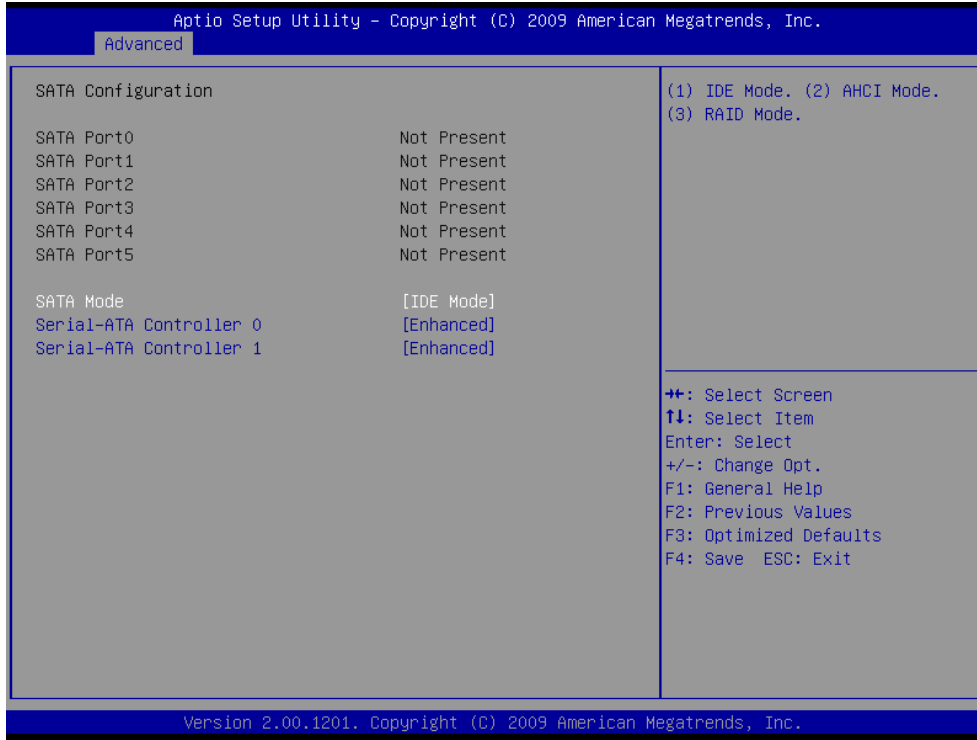 Aptio Setup Utility – Copyright (C) 2009 American Megatrends, Inc.
Advanced
SATA Configuration
SATA Port0 Not Present
SATA Port1 Not Present
SATA Port2 Not Present
SATA Port3 Not Present
SATA Port4 Not Present
SATA Port5 Not Present
SATA Mode [IDE Mode]
Serial-ATA Controller 0 [Enhanced]
Serial-ATA Controller 1 [Enhanced]
(1) IDE Mode. (2) AHCI Mode.
(3) RAID Mode.
→←: Select Screen
↑↓: Select Item
Enter: Select
+/-: Change Opt.
F1: General Help
F2: Previous Values
F3: Optimized Defaults
F4: Save ESC: Exit
Version 2.00.1201. Copyright (C) 2009 American Megatrends, Inc.